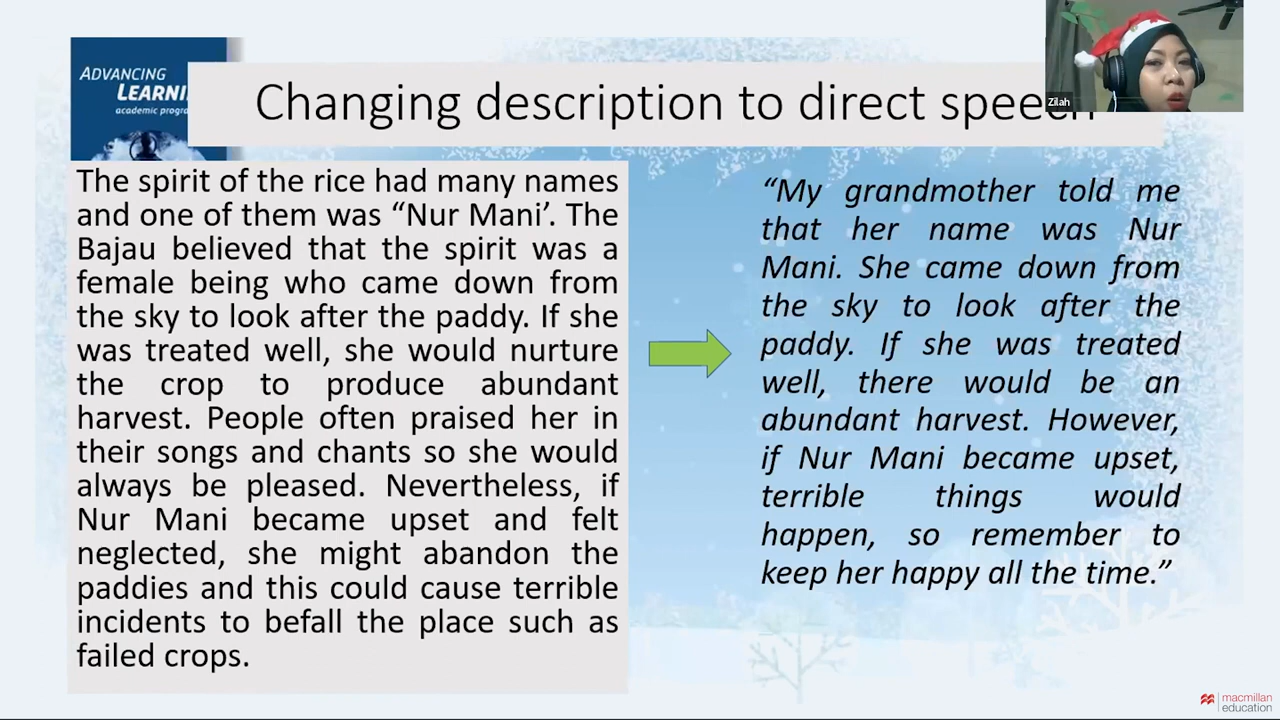 ADVANCING
LEARNI
academic progr
Changing description to direct speech
Zilah
The spirit of the rice had many names
and one of them was “Nur Mani’. The
Bajau believed that the spirit was a
female being who came down from
the sky to look after the paddy. If she
was treated well, she would nurture
the crop to produce abundant
harvest. People often praised her in
their songs and chants so she would
always be pleased. Nevertheless, if
Nur Mani became upset and felt
neglected, she might abandon the
paddies and this could cause terrible
incidents to befall the place such as
failed crops.
“My grandmother told me
that her name was Nur
Mani. She came down from
the sky to look after the
paddy. If she was treated
well, there would be an
abundant harvest. However,
if Nur Mani became upset,
terrible things would
happen, so remember to
keep her happy all the time.”
macmillan
education